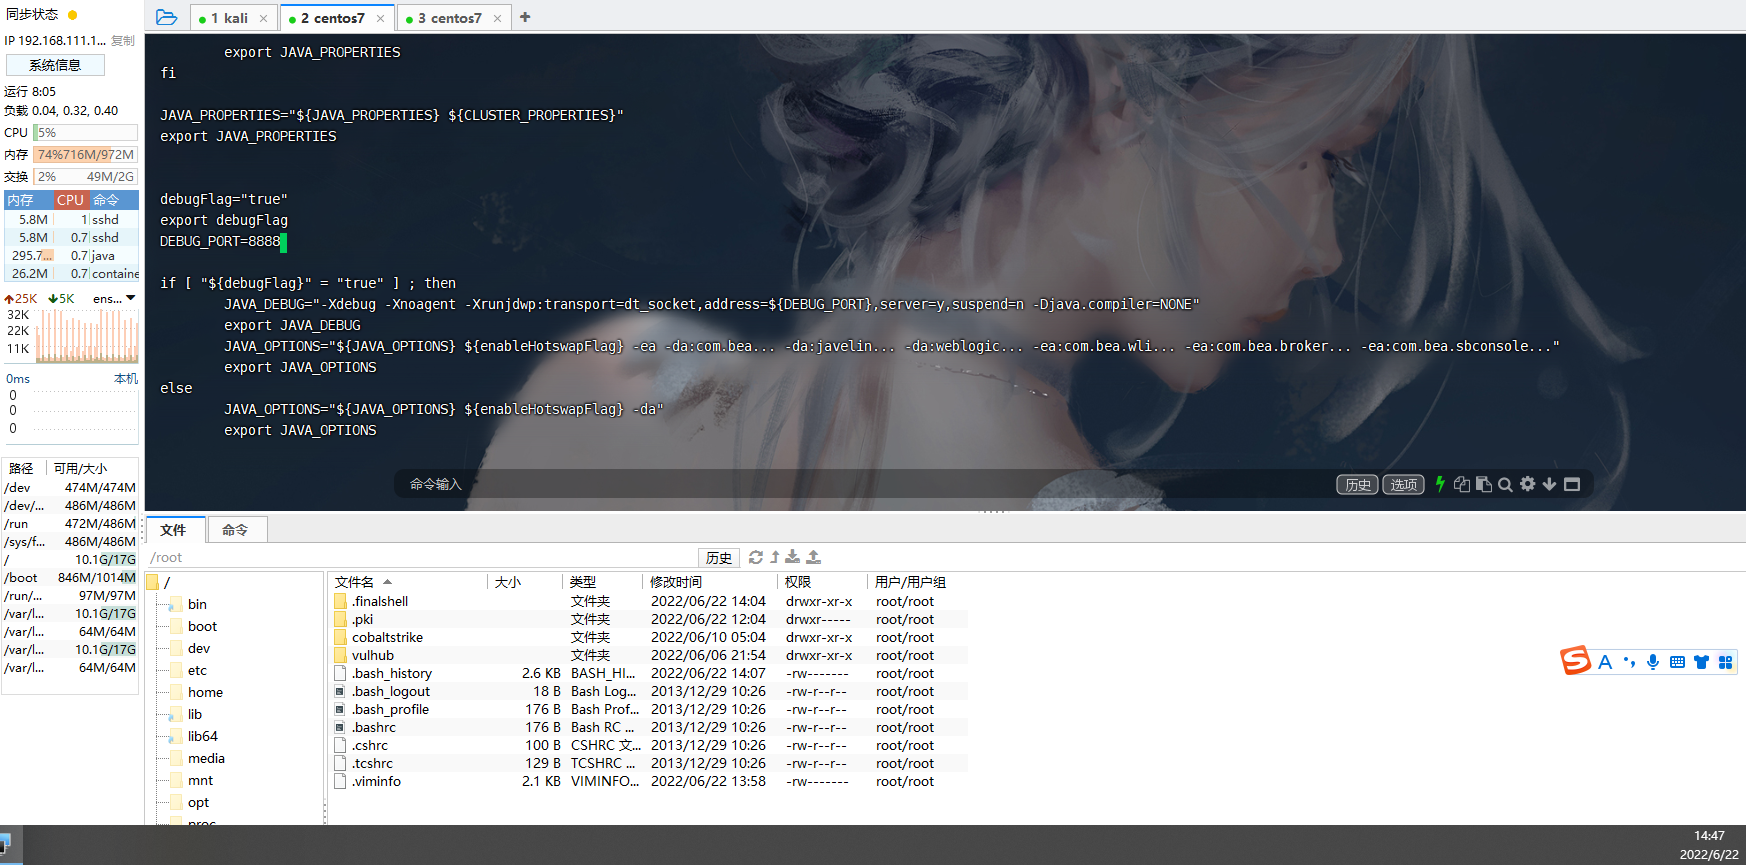 同步状态
IP 192.168.111.1... 复制
系统信息
运行 8:05
负载 0.04, 0.32, 0.40
CPU 5%
内存 74% 716M/972M
交换 2% 49M/2G
内存 CPU 命令
5.8M 1 sshd
5.8M 0.7 sshd
295.7... 0.7 java
26.2M 0.7 containe
25K 5K ens...
32K
22K
11K
0ms 本机
0
0
0
路径 可用/大小
/dev 474M/474M
/dev/... 486M/486M
/run 472M/486M
/sys/f... 486M/486M
/ 10.1G/17G
/boot 846M/1014M
/run/... 97M/97M
/var/l... 10.1G/17G
/var/l... 64M/64M
/var/l... 10.1G/17G
/var/l... 64M/64M
1 kali
2 centos7
3 centos7
export JAVA_PROPERTIES
fi
JAVA_PROPERTIES="${JAVA_PROPERTIES} ${CLUSTER_PROPERTIES}"
export JAVA_PROPERTIES
debugFlag="true"
export debugFlag
DEBUG_PORT=8888
if [ "${debugFlag}" = "true" ] ; then
JAVA_DEBUG="-Xdebug -Xnoagent -Xrunjdwp:transport=dt_socket,address=${DEBUG_PORT},server=y,suspend=n -Djava.compiler=NONE"
export JAVA_DEBUG
JAVA_OPTIONS="${JAVA_OPTIONS} ${enableHotswapFlag} -ea -da:com.bea... -da:javelin... -da:weblogic... -ea:com.bea.wli... -ea:com.bea.broker... -ea:com.bea.sbconsole..."
export JAVA_OPTIONS
else
JAVA_OPTIONS="${JAVA_OPTIONS} ${enableHotswapFlag} -da"
export JAVA_OPTIONS
命令输入
历史 选项
文件 命令
/root
历史
/
bin
boot
dev
etc
home
lib
lib64
media
mnt
opt
proc
文件名 大小 类型 修改时间 权限 用户/用户组
.finalshell 文件夹 2022/06/22 14:04 drwxr-xr-x root/root
.pki 文件夹 2022/06/22 12:04 drwxr----- root/root
cobaltstrike 文件夹 2022/06/10 05:04 drwxr-xr-x root/root
vulhub 文件夹 2022/06/06 21:54 drwxr-xr-x root/root
.bash_history 2.6 KB BASH_HI... 2022/06/22 14:07 -rw------- root/root
.bash_logout 18 B Bash Log... 2013/12/29 10:26 -rw-r--r-- root/root
.bash_profile 176 B Bash Prof... 2013/12/29 10:26 -rw-r--r-- root/root
.bashrc 176 B Bash RC ... 2013/12/29 10:26 -rw-r--r-- root/root
.cshrc 100 B CSHRC 文... 2013/12/29 10:26 -rw-r--r-- root/root
.tcshrc 129 B TCSHRC ... 2013/12/29 10:26 -rw-r--r-- root/root
.viminfo 2.1 KB VIMINFO... 2022/06/22 13:58 -rw------- root/root
S A
14:47
2022/6/22